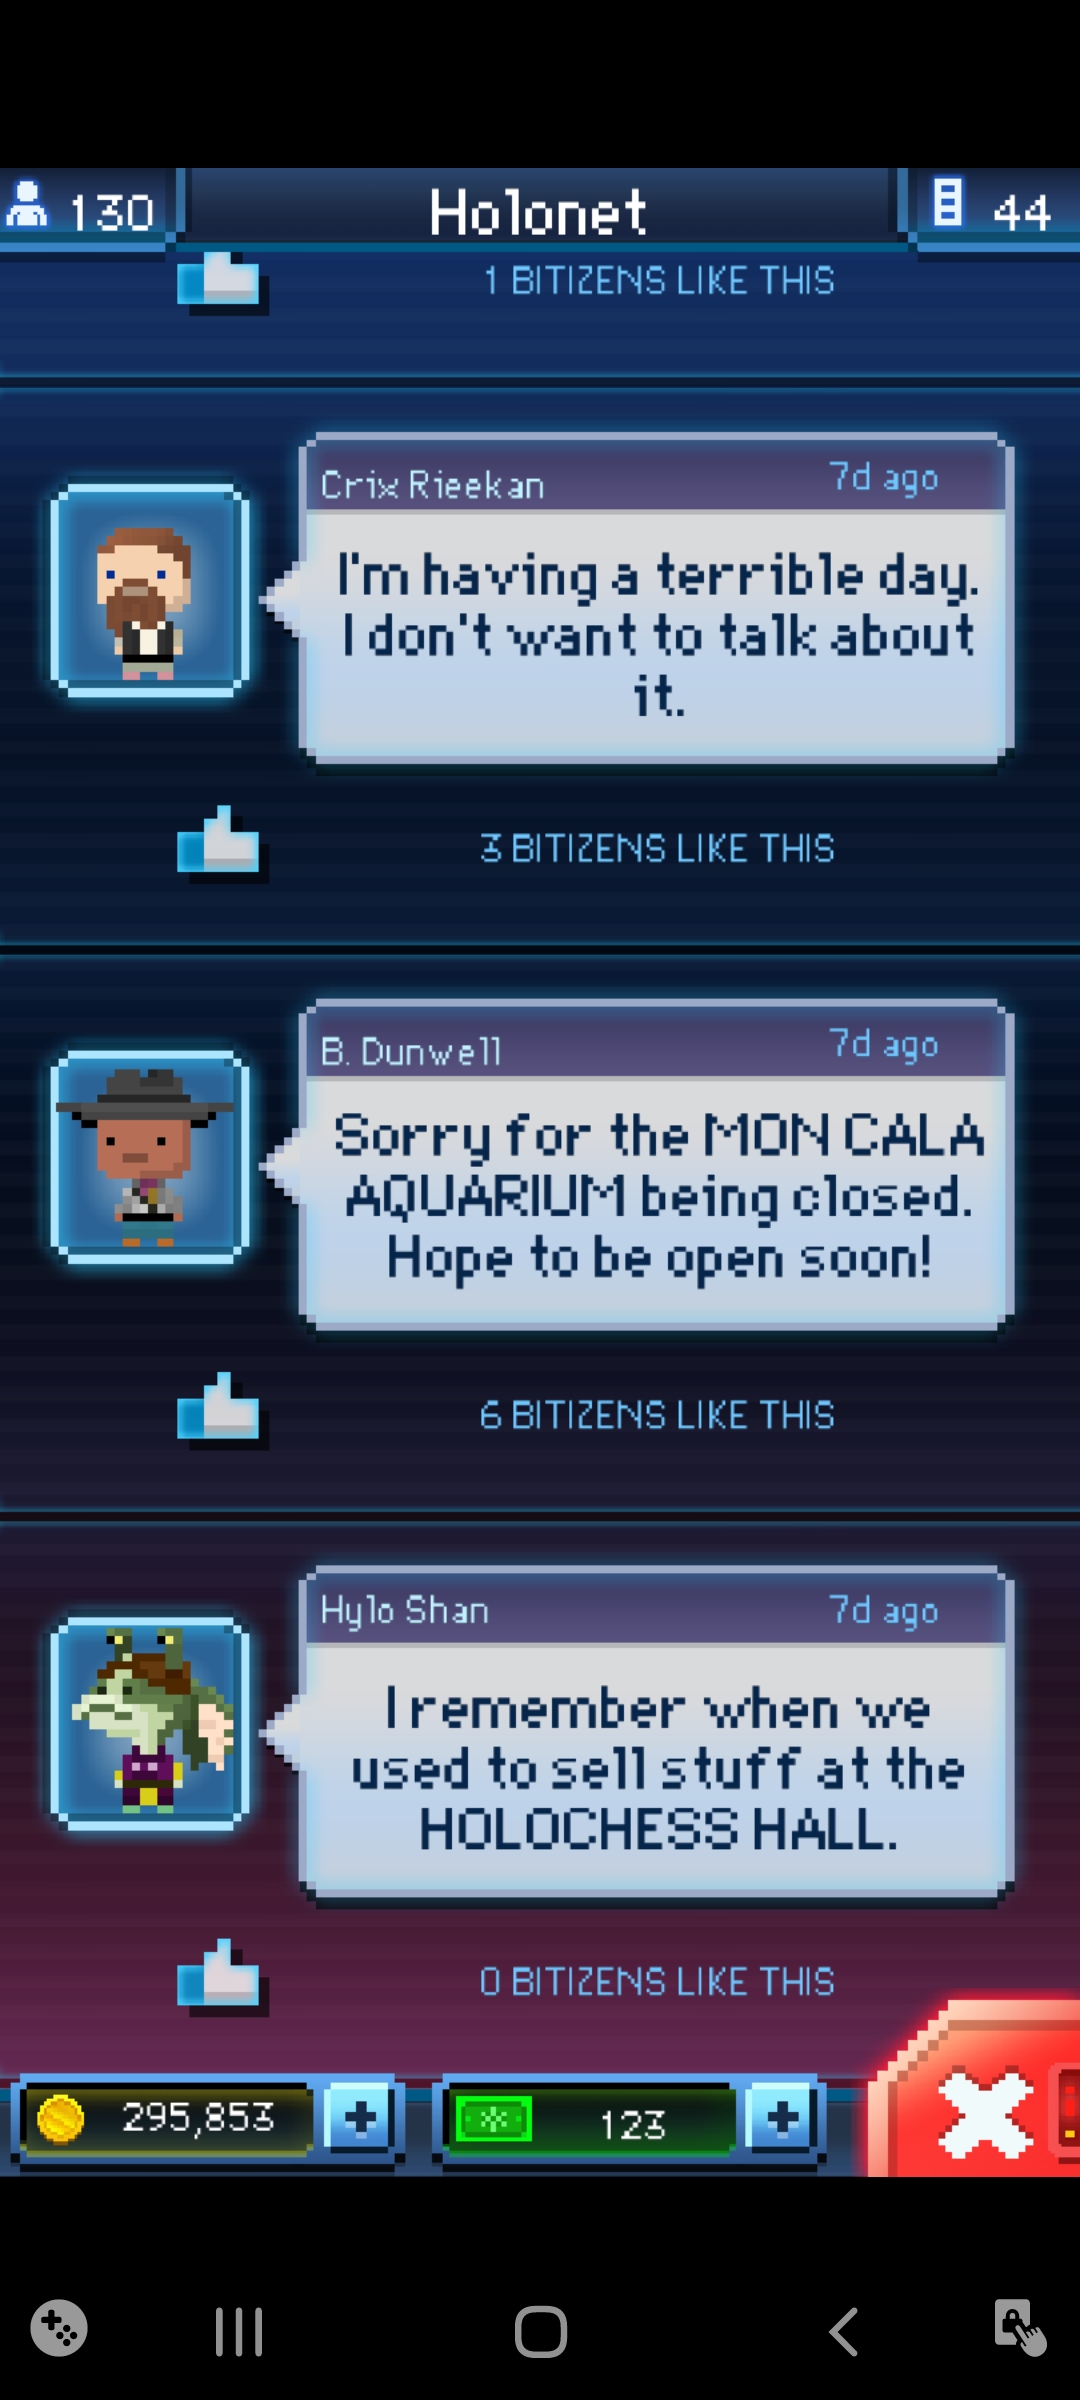 130
Holonet
44
1 BITIZENS LIKE THIS
Crix Rieekan
7d ago
I'm having a terrible day.
I don't want to talk about
it.
3 BITIZENS LIKE THIS
B. Dunwell
7d ago
Sorry for the MON CALA
AQUARIUM being closed.
Hope to be open soon!
6 BITIZENS LIKE THIS
Hylo Shan
7d ago
I remember when we
used to sell stuff at the
HOLOCHESS HALL.
0 BITIZENS LIKE THIS
295,853
123